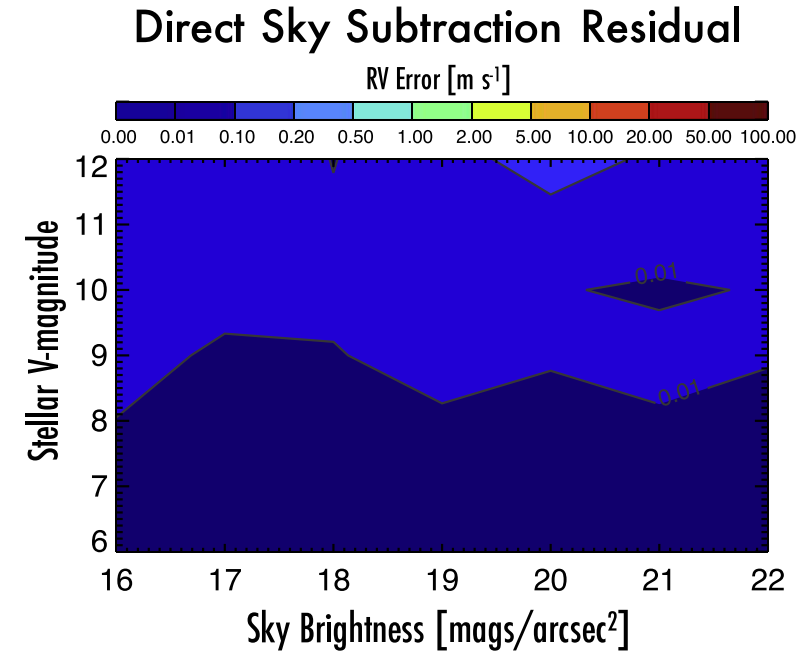 Direct Sky Subtraction Residual
RV Error [m s-1]
0.00 0.01 0.10 0.20 0.50 1.00 2.00 5.00 10.00 20.00 50.00 100.00
12
11
10
9
8
7
6
Stellar V-magnitude
0.01
0.01
16 17 18 19 20 21 22
Sky Brightness [mags/arcsec2]